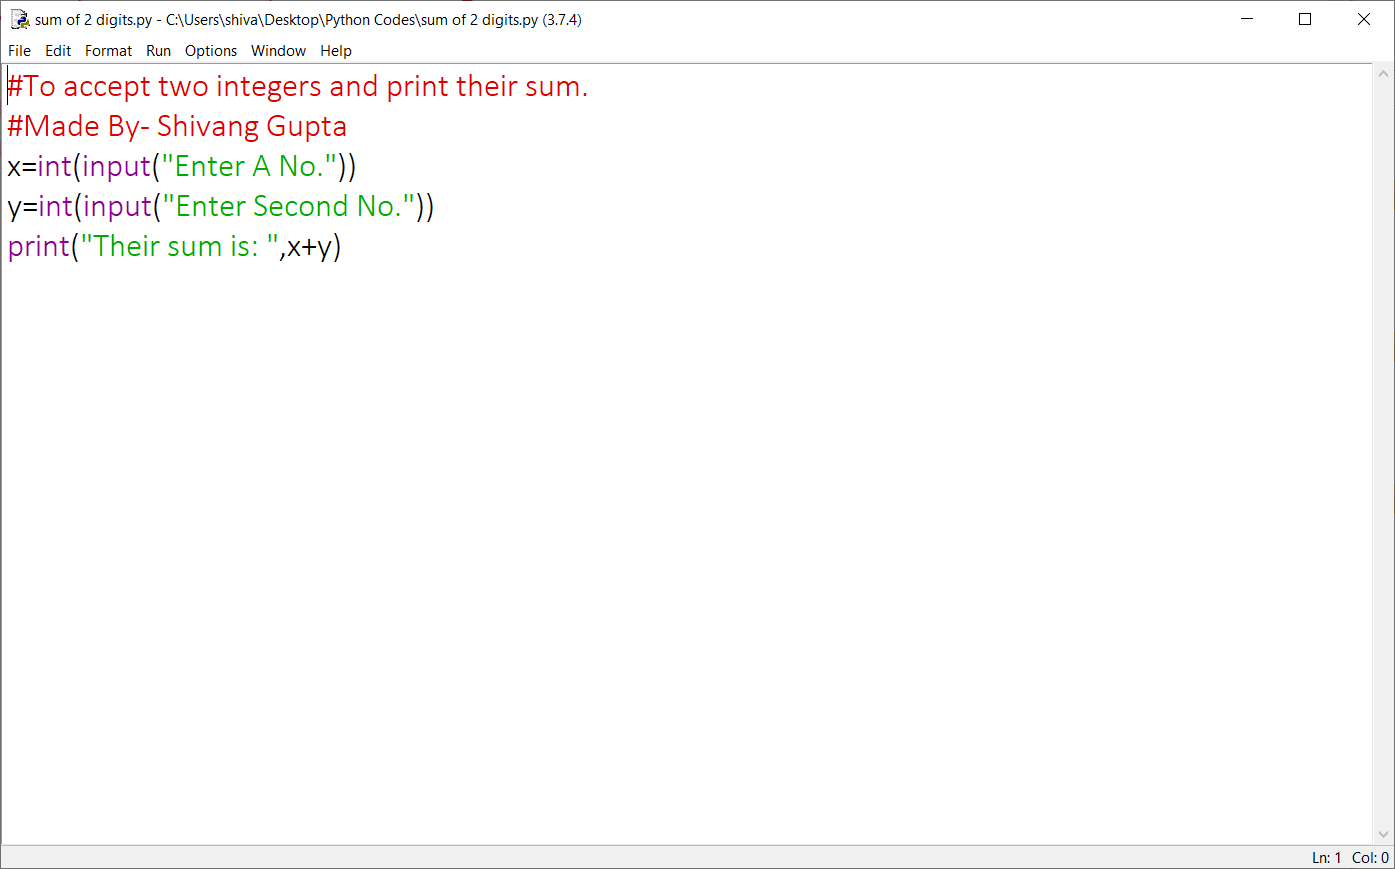 sum of 2 digits.py - C:\Users\shiva\Desktop\Python Codes\sum of 2 digits.py (3.7.4)
File Edit Format Run Options Window Help
#To accept two integers and print their sum.
#Made By- Shivang Gupta
x=int(input("Enter A No."))
y=int(input("Enter Second No."))
print("Their sum is: ",x+y)
Ln: 1 Col: 0